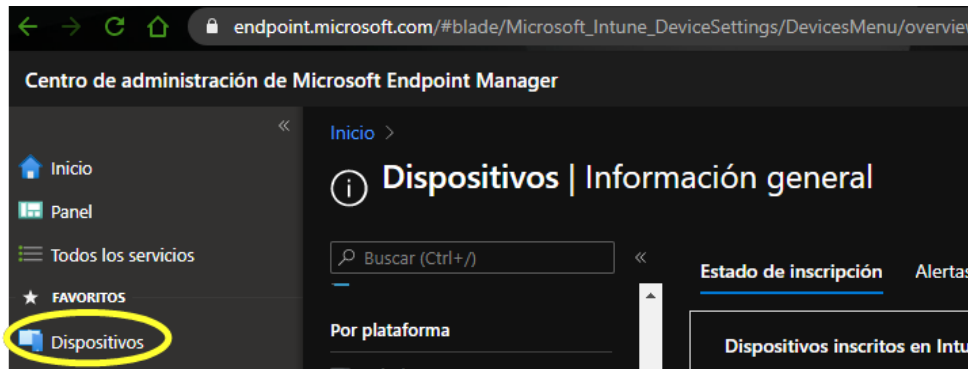 endpoint.microsoft.com/#blade/Microsoft_Intune_DeviceSettings/DevicesMenu/overview
Centro de administración de Microsoft Endpoint Manager
Inicio >
Dispositivos | Información general
Inicio
Panel
Todos los servicios
FAVORITOS
Dispositivos
Buscar (Ctrl+/)
Por plataforma
Estado de inscripción Alertas
Dispositivos inscritos en Intu